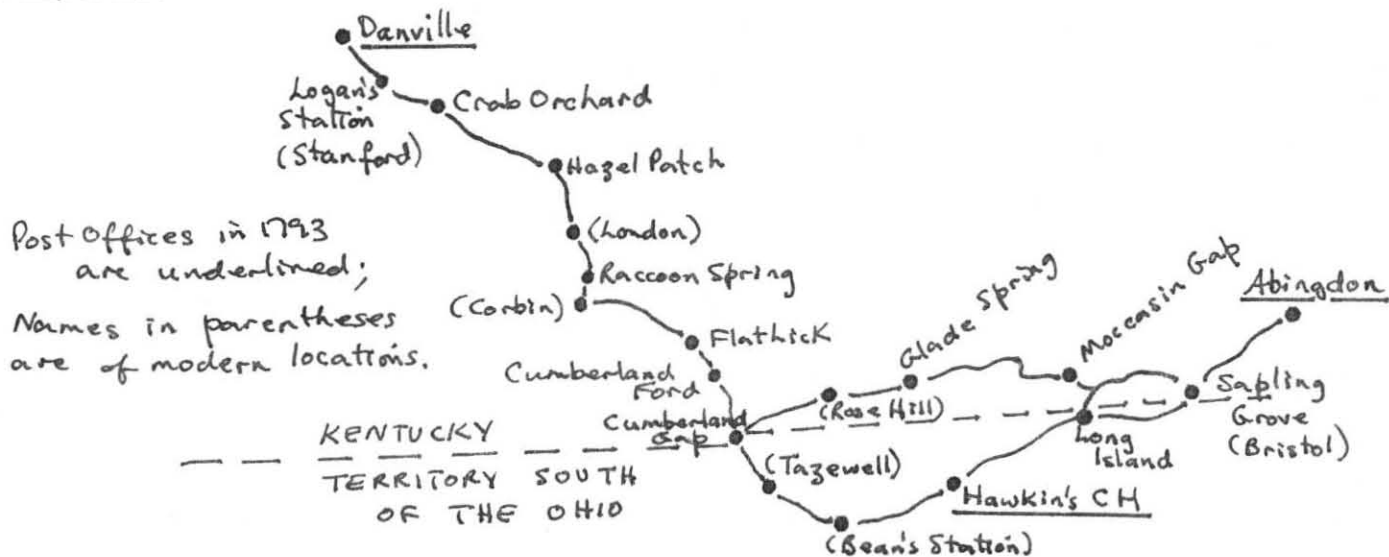 Danville
Logan's
Station
(Stanford)
Crab Orchard
Hazel Patch
(London)
Raccoon Spring
(Corbin)
Post Offices in 1793
are underlined;
Names in parentheses
are of modern locations.
Flatlick
Cumberland
Ford
Cumberland
Gap
(Rose Hill)
Glade Spring
Moccasin Gap
Abingdon
Sapling
Grove
(Bristol)
Long
Island
KENTUCKY
TERRITORY SOUTH
OF THE OHIO
(Tazewell)
Hawkin's CH
(Bean's Station)